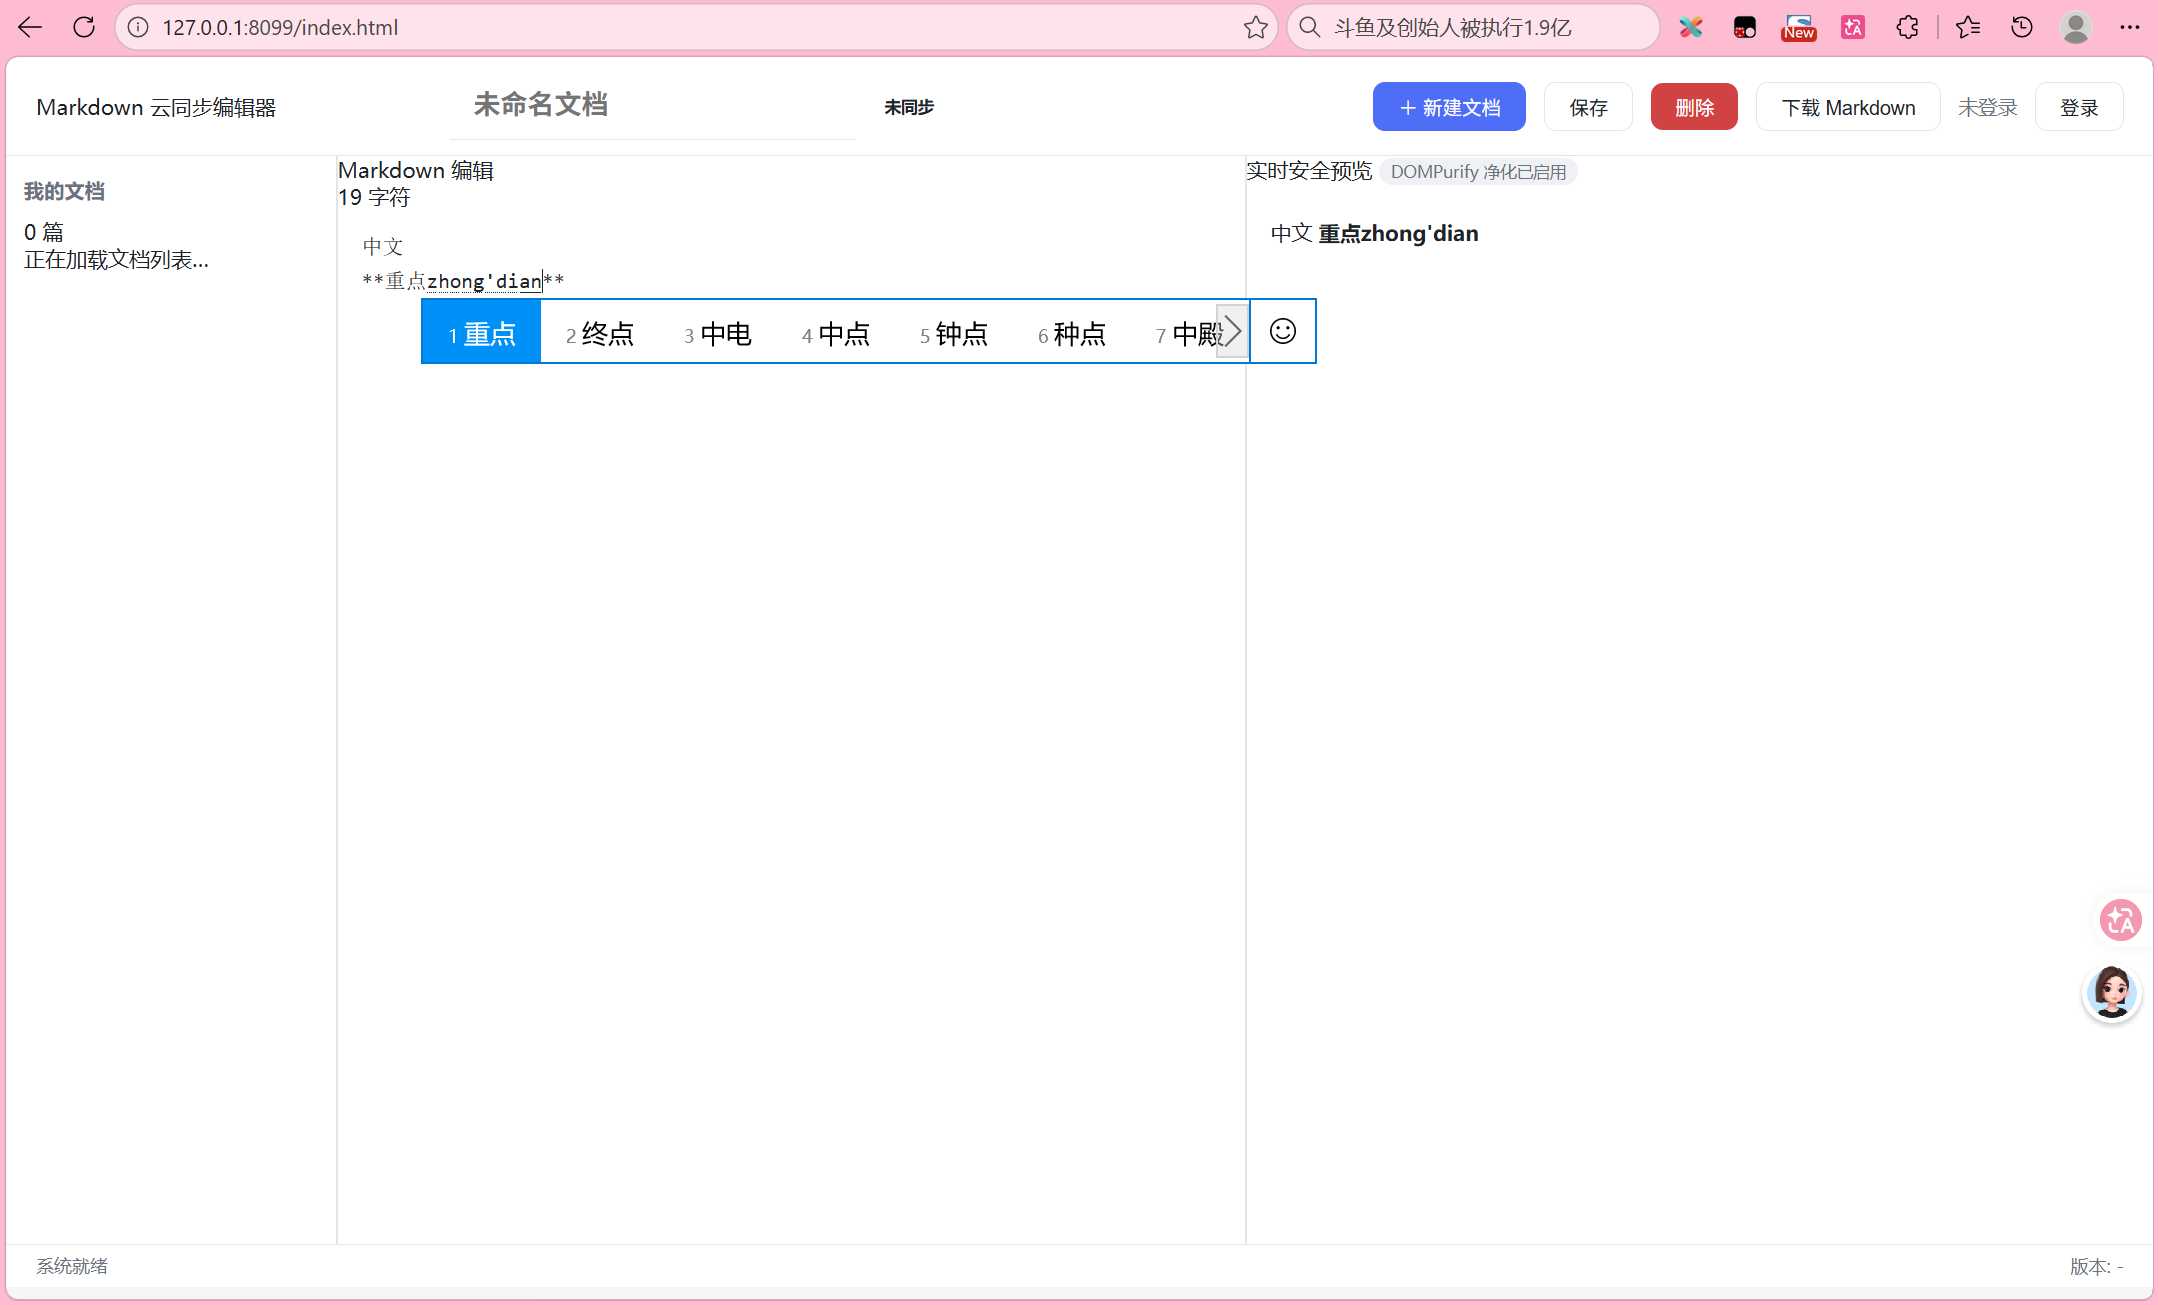 127.0.0.1:8099/index.html
斗鱼及创始人被执行1.9亿
New
Markdown 云同步编辑器
未命名文档
未同步
+ 新建文档
保存
删除
下载 Markdown
未登录
登录
我的文档
0 篇
正在加载文档列表...
Markdown 编辑
19 字符
中文
**重点zhong'dian**
1 重点 2 终点 3 中电 4 中点 5 钟点 6 种点 7 中殿
实时安全预览 DOMPurify 净化已启用
中文 重点zhong'dian
系统就绪
版本: -